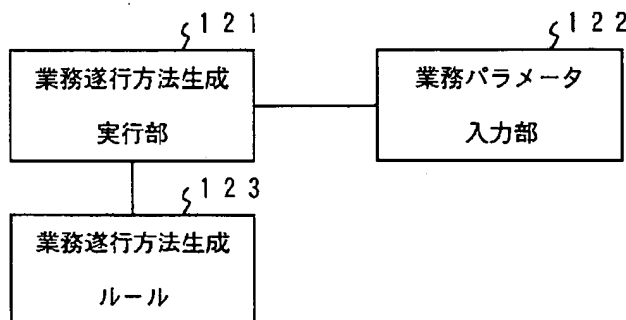 121
業務遂行方法生成
実行部
122
業務パラメータ
入力部
123
業務遂行方法生成
ルール